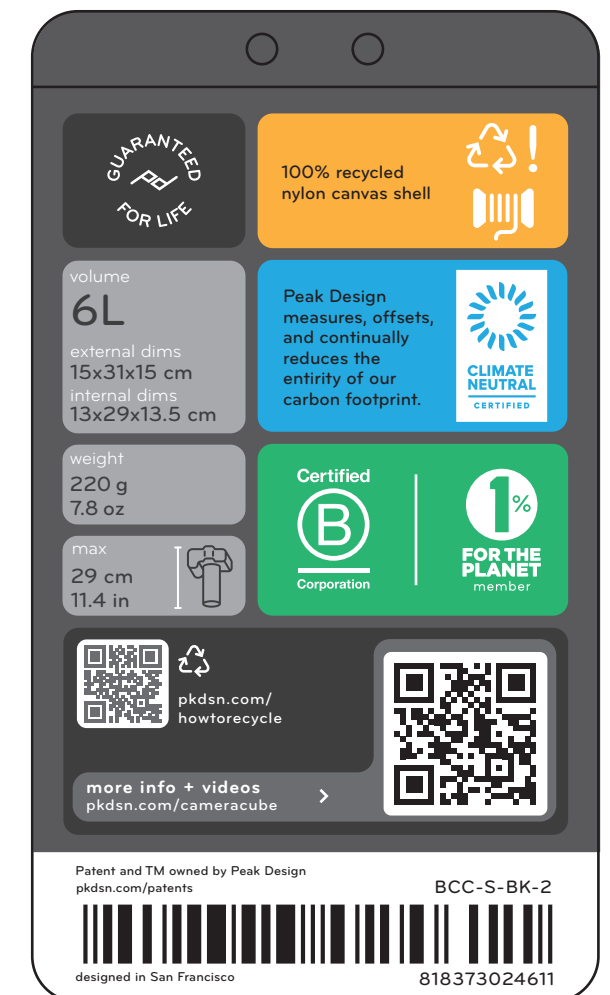 GUARANTEED
FOR LIFE
100% recycled
nylon canvas shell
volume
6L
external dims
15x31x15 cm
internal dims
13x29x13.5 cm
Peak Design
measures, offsets,
and continually
reduces the
entirity of our
carbon footprint.
CLIMATE
NEUTRAL
CERTIFIED
weight
220 g
7.8 oz
max
29 cm
11.4 in
Certified
B
Corporation
1%
FOR THE
PLANET
member
pkdsn.com/
howtorecycle
more info + videos
pkdsn.com/cameracube
Patent and TM owned by Peak Design
pkdsn.com/patents
BCC-S-BK-2
designed in San Francisco
818373024611